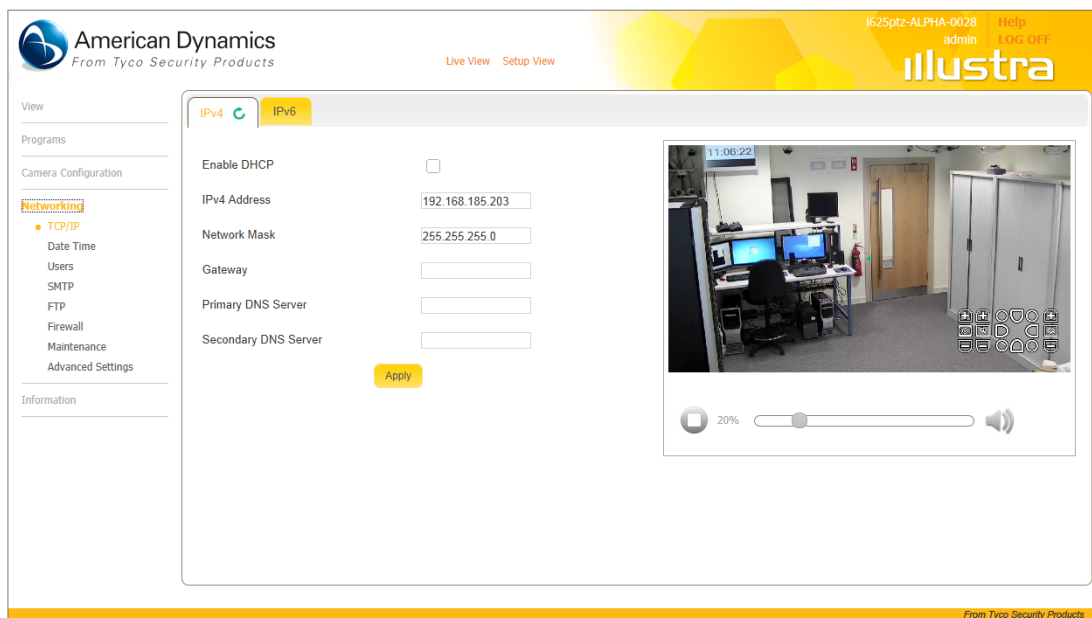 American Dynamics
From Tyco Security Products
Live View Setup View
i625ptz-ALPHA-0028 Help
admin LOG OFF
illustra
View
Programs
Camera Configuration
Networking
TCP/IP
Date Time
Users
SMTP
FTP
Firewall
Maintenance
Advanced Settings
Information
IPv4 IPv6
Enable DHCP
IPv4 Address 192.168.185.203
Network Mask 255.255.255.0
Gateway
Primary DNS Server
Secondary DNS Server
Apply
11:06:22
20%
From Tyco Security Products